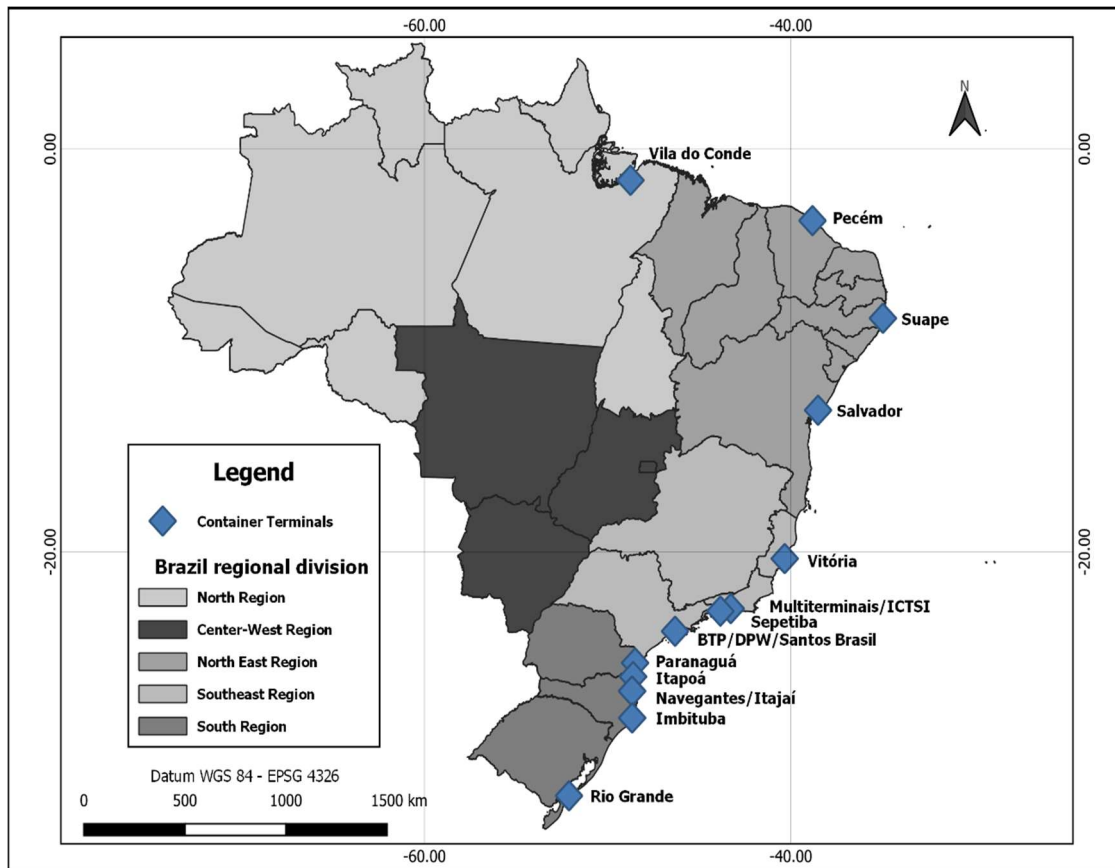 -60.00 -40.00
N
0.00 0.00
Vila do Conde
Pecém
Suape
Salvador
Legend
Container Terminals
Brazil regional division
North Region
Center-West Region
North East Region
Southeast Region
South Region
-20.00 -20.00
Vitória
Multiterminais/ICTSI
Sepetiba
BTP/DPW/Santos Brasil
Paranaguá
Itapoá
Navegantes/Itajaí
Imbituba
Rio Grande
Datum WGS 84 - EPSG 4326
0 500 1000 1500 km
-60.00 -40.00